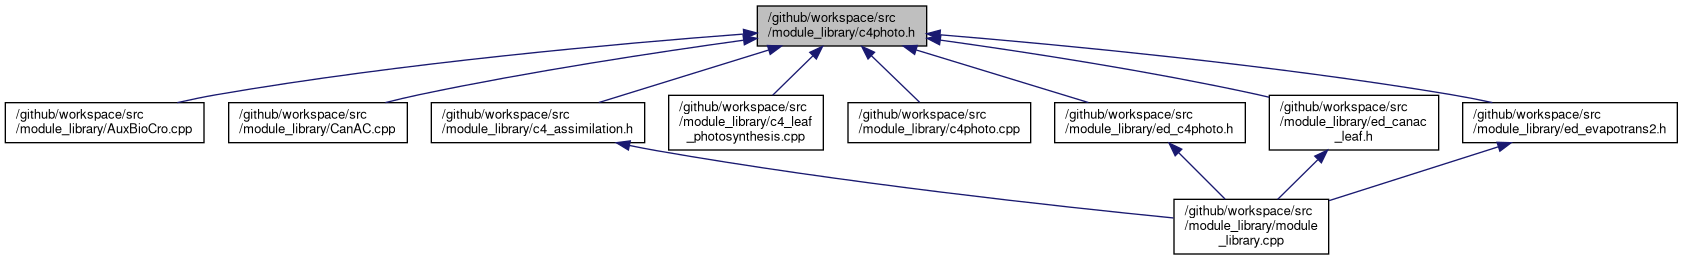 /github/workspace/src
/module_library/c4photo.h
/github/workspace/src
/module_library/AuxBioCro.cpp
/github/workspace/src
/module_library/CanAC.cpp
/github/workspace/src
/module_library/c4_assimilation.h
/github/workspace/src
/module_library/c4_leaf
_photosynthesis.cpp
/github/workspace/src
/module_library/c4photo.cpp
/github/workspace/src
/module_library/ed_c4photo.h
/github/workspace/src
/module_library/ed_canac
_leaf.h
/github/workspace/src
/module_library/ed_evapotrans2.h
/github/workspace/src
/module_library/module
_library.cpp